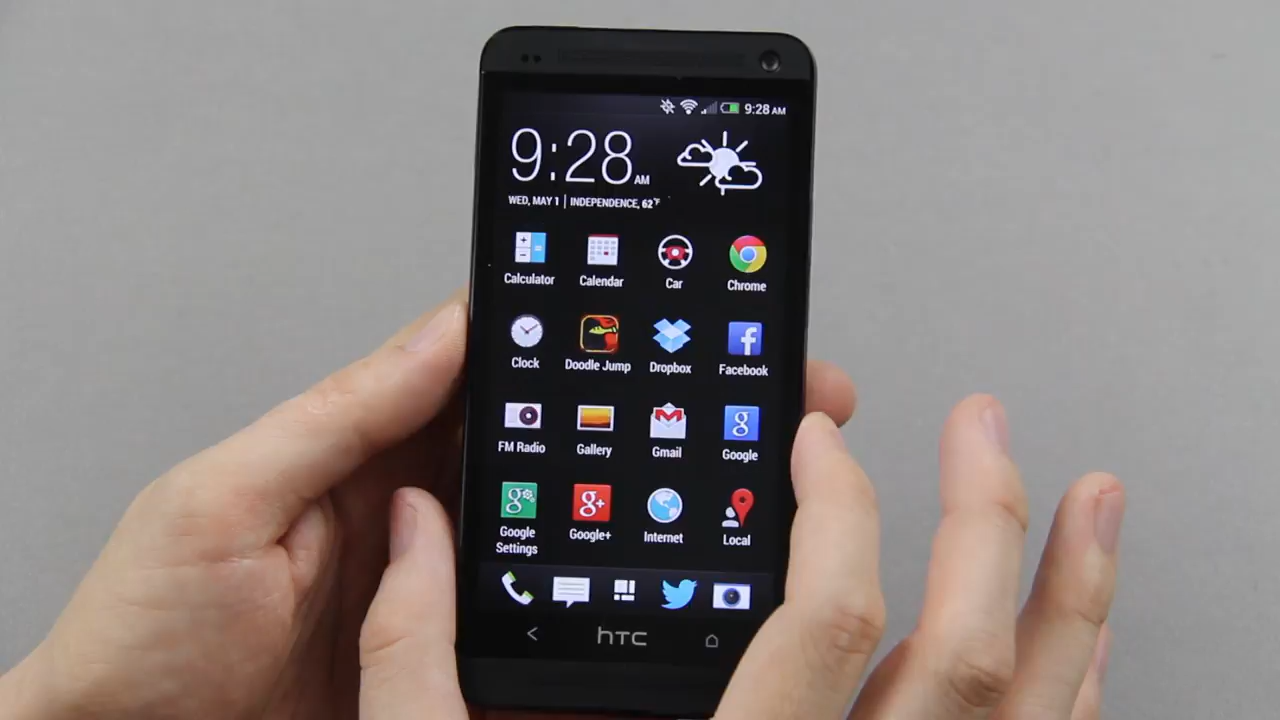 9:28 AM
9:28 AM
WED, MAY 1 | INDEPENDENCE, 62°F
Calculator Calendar Car Chrome
Clock Doodle Jump Dropbox Facebook
FM Radio Gallery Gmail Google
Google Settings Google+ Internet Local
hTC